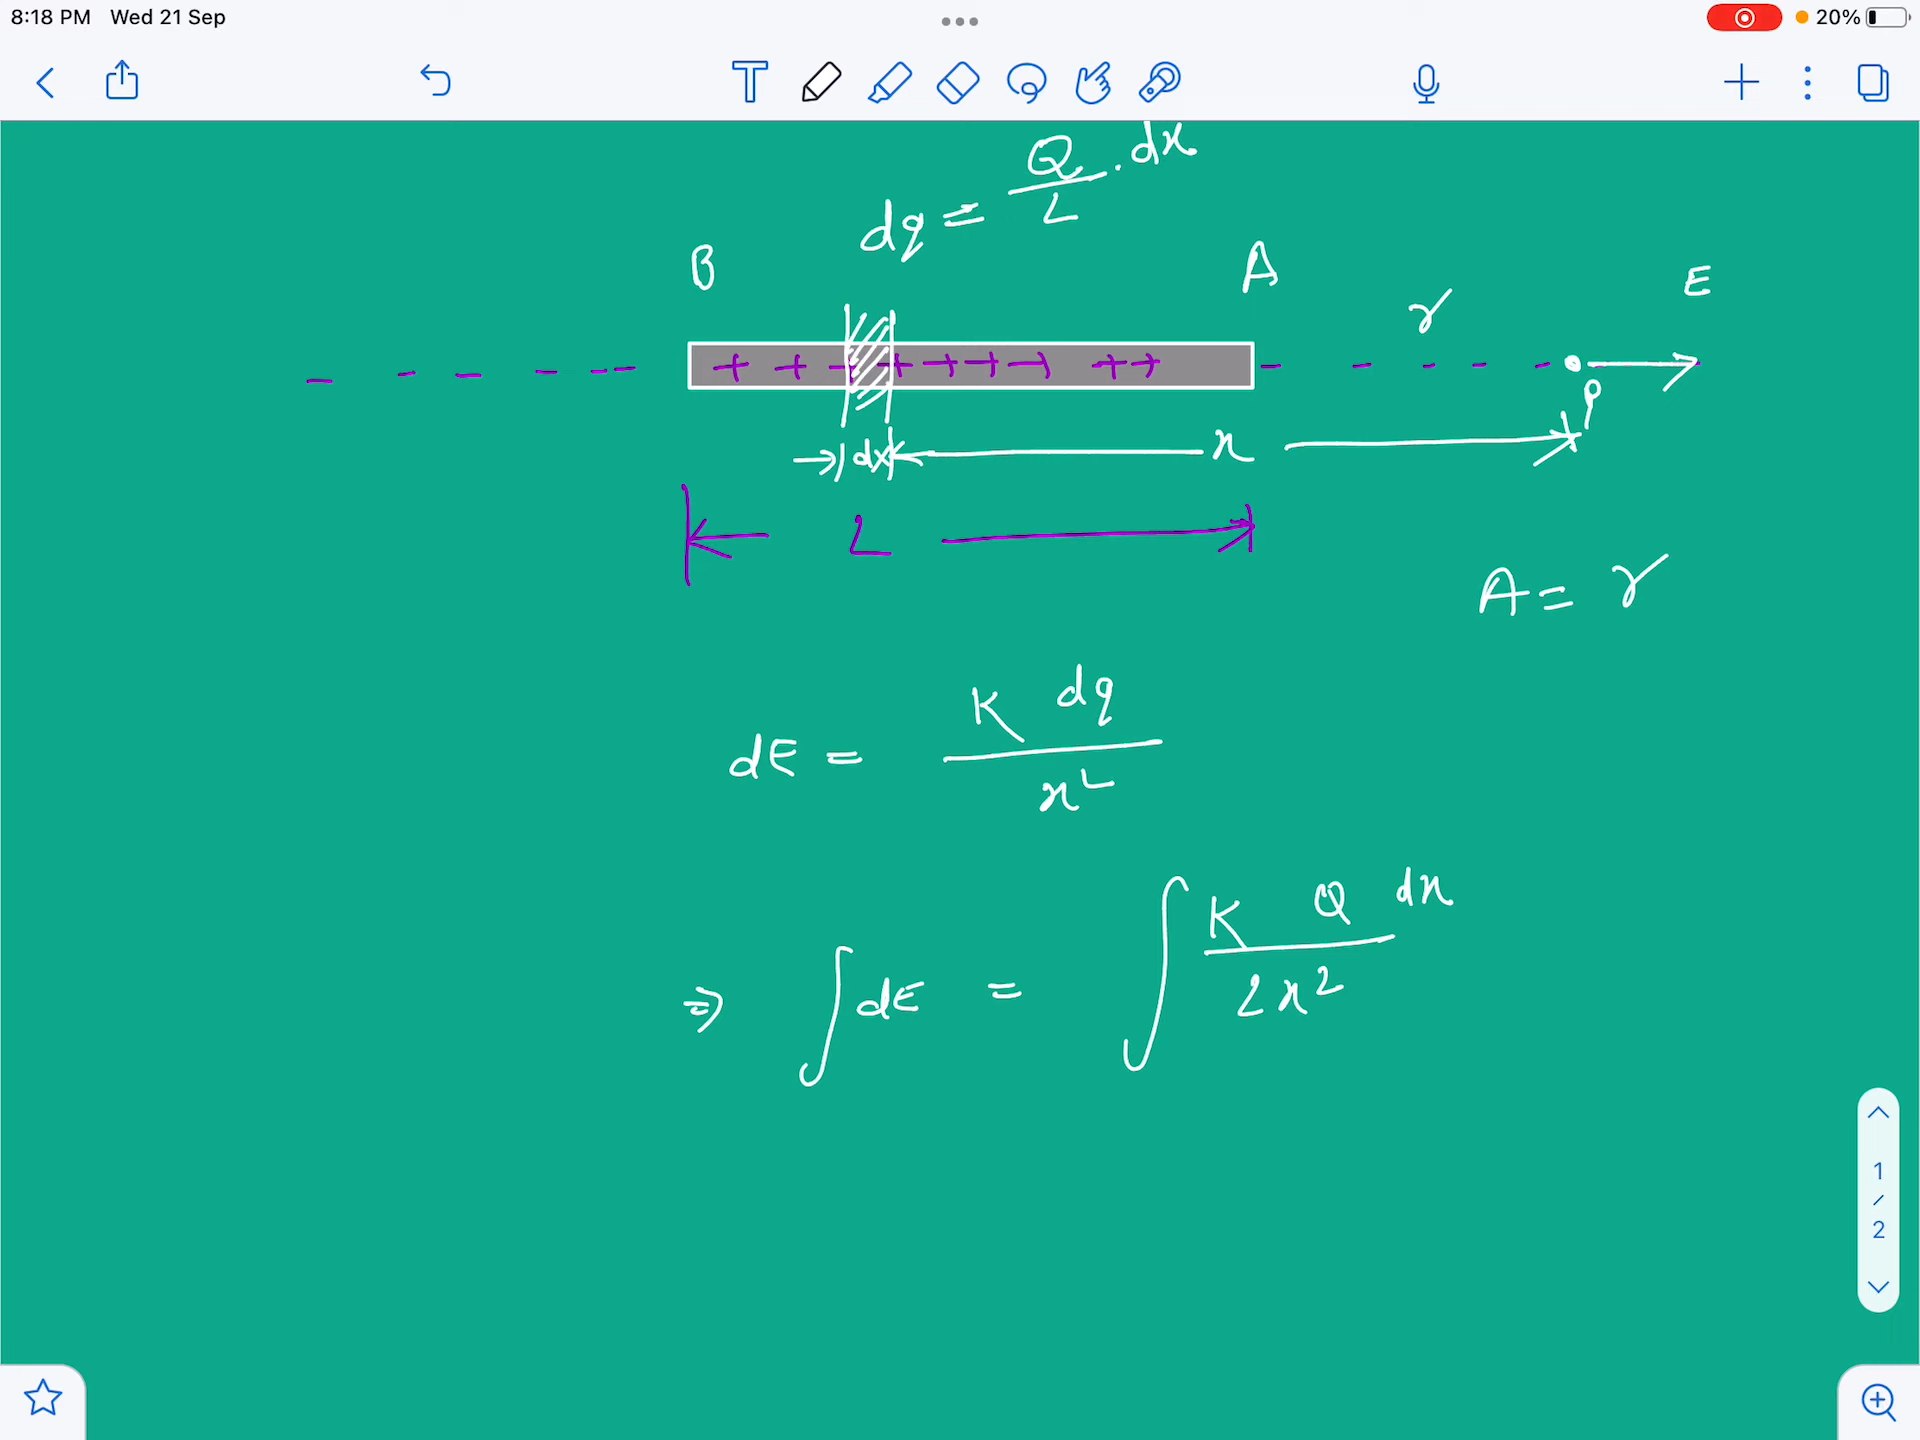 8:18 PM Wed 21 Sep
20%
T
dq = Q/L . dx
B
A
r
E
+ + - + + + + + +
P
dx
x
L
A = r
dE = K dq / x²
⇒ ∫ dE = ∫ K Q dx / L x²
1
/
2